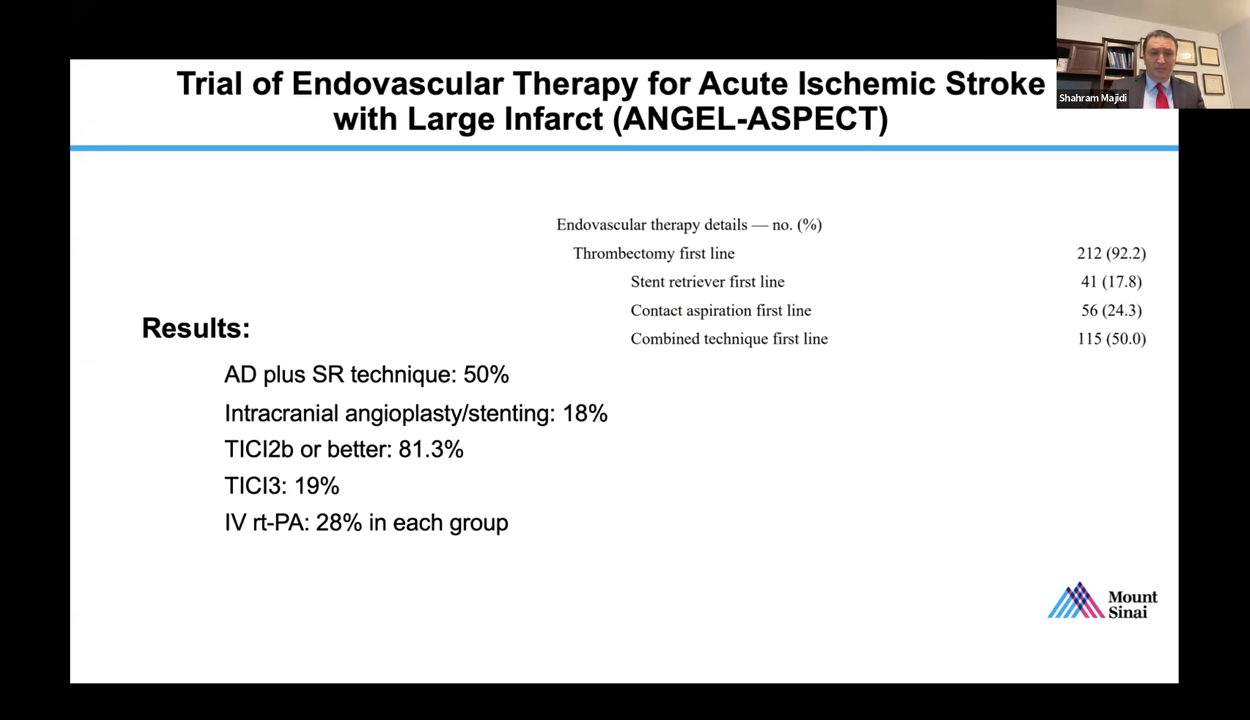 Trial of Endovascular Therapy for Acute Ischemic Stroke
with Large Infarct (ANGEL-ASPECT)
Shahram Majidi
Endovascular therapy details — no. (%)
Thrombectomy first line 212 (92.2)
Stent retriever first line 41 (17.8)
Contact aspiration first line 56 (24.3)
Combined technique first line 115 (50.0)
Results:
AD plus SR technique: 50%
Intracranial angioplasty/stenting: 18%
TICI2b or better: 81.3%
TICI3: 19%
IV rt-PA: 28% in each group
Mount
Sinai